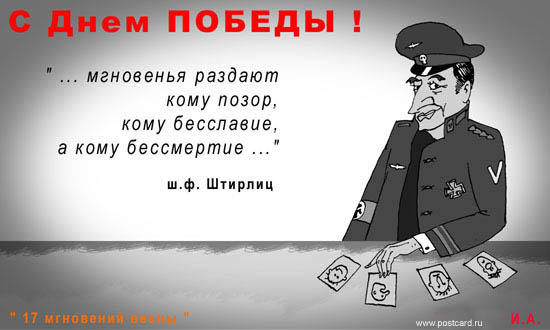 С Днем ПОБЕДЫ !
" ... мгновенья раздают
кому позор,
кому бесславие,
а кому бессмертие ..."
ш.ф. Штирлиц
" 17 мгновений весны "
www.postcard.ru
И.А.